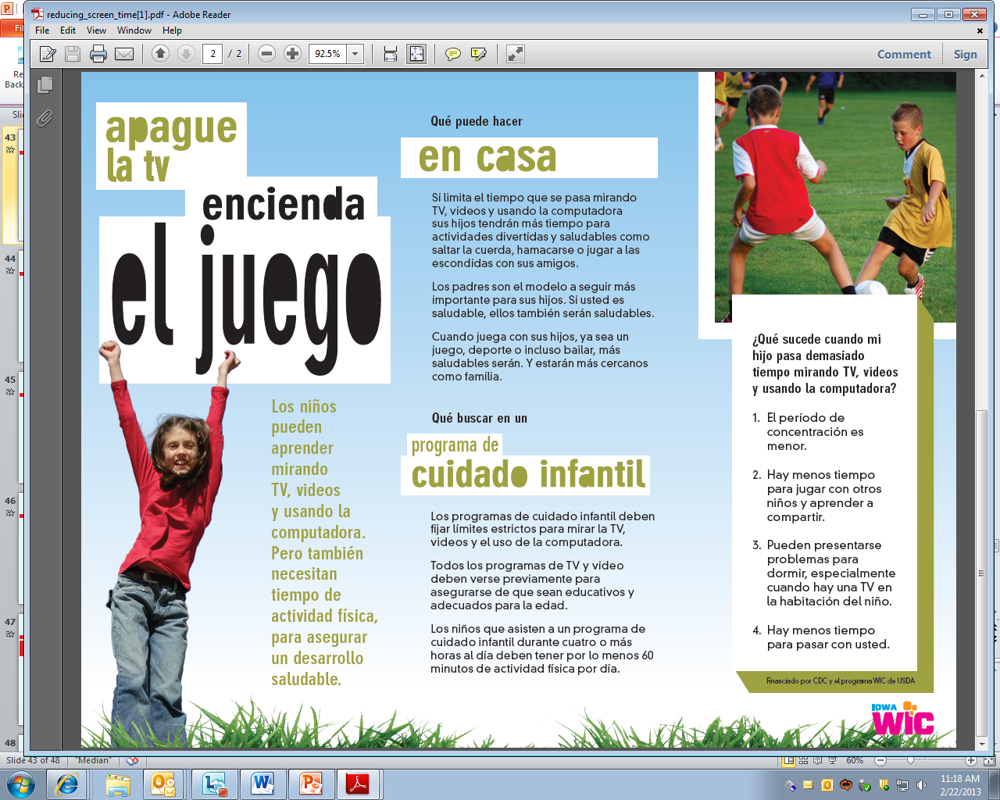 reducing_screen_time[1].pdf - Adobe Reader
File Edit View Window Help
2 / 2
92.5%
Comment Sign
43
44
45
46
47
48
apague
la tv
encienda
el juego
Los niños
pueden
aprender
mirando
TV, videos
y usando la
computadora.
Pero también
necesitan
tiempo de
actividad física,
para asegurar
un desarrollo
saludable.
Qué puede hacer
en casa
Sí limita el tiempo que se pasa mirando
TV, videos y usando la computadora
sus hijos tendrán más tiempo para
actividades divertidas y saludables como
saltar la cuerda, hamacarse o jugar a las
escondidas con sus amigos.
Los padres son el modelo a seguir más
importante para sus hijos. Si usted es
saludable, ellos también serán saludables.
Cuando juega con sus hijos, ya sea un
juego, deporte o incluso bailar, más
saludables serán. Y estarán más cercanos
como familia.
Qué buscar en un
programa de
cuidado infantil
Los programas de cuidado infantil deben
fijar límites estrictos para mirar la TV,
videos y el uso de la computadora.
Todos los programas de TV y video
deben verse previamente para
asegurarse de que sean educativos y
adecuados para la edad.
Los niños que asisten a un programa de
cuidado infantil durante cuatro o más
horas al día deben tener por lo menos 60
minutos de actividad física por día.
¿Qué sucede cuando mi
hijo pasa demasiado
tiempo mirando TV, videos
y usando la computadora?
1. El período de
concentración es
menor.
2. Hay menos tiempo
para jugar con otros
niños y aprender a
compartir.
3. Pueden presentarse
problemas para
dormir, especialmente
cuando hay una TV en
la habitación del niño.
4. Hay menos tiempo
para pasar con usted.
Financiado por CDC y el programa WIC de USDA
IOWA
WIC
Slide 43 of 48 "Median" 60%
11:18 AM
2/22/2013